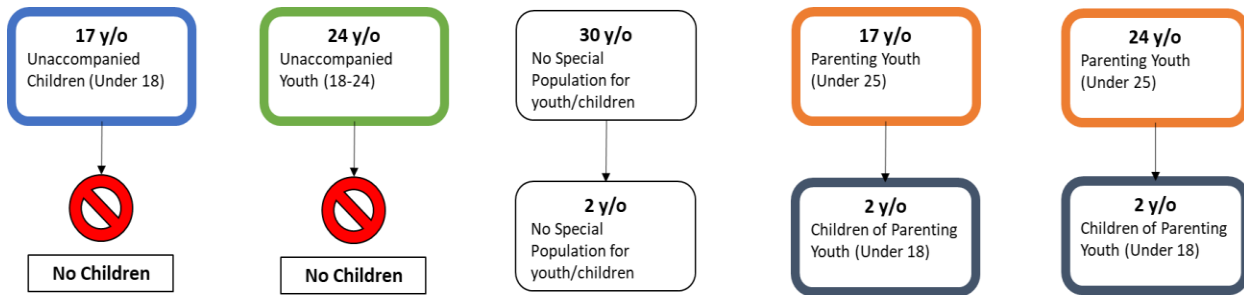 17 y/o
Unaccompanied
Children (Under 18)
No Children
24 y/o
Unaccompanied
Youth (18-24)
No Children
30 y/o
No Special
Population for
youth/children
2 y/o
No Special
Population for
youth/children
17 y/o
Parenting Youth
(Under 25)
2 y/o
Children of Parenting
Youth (Under 18)
24 y/o
Parenting Youth
(Under 25)
2 y/o
Children of Parenting
Youth (Under 18)